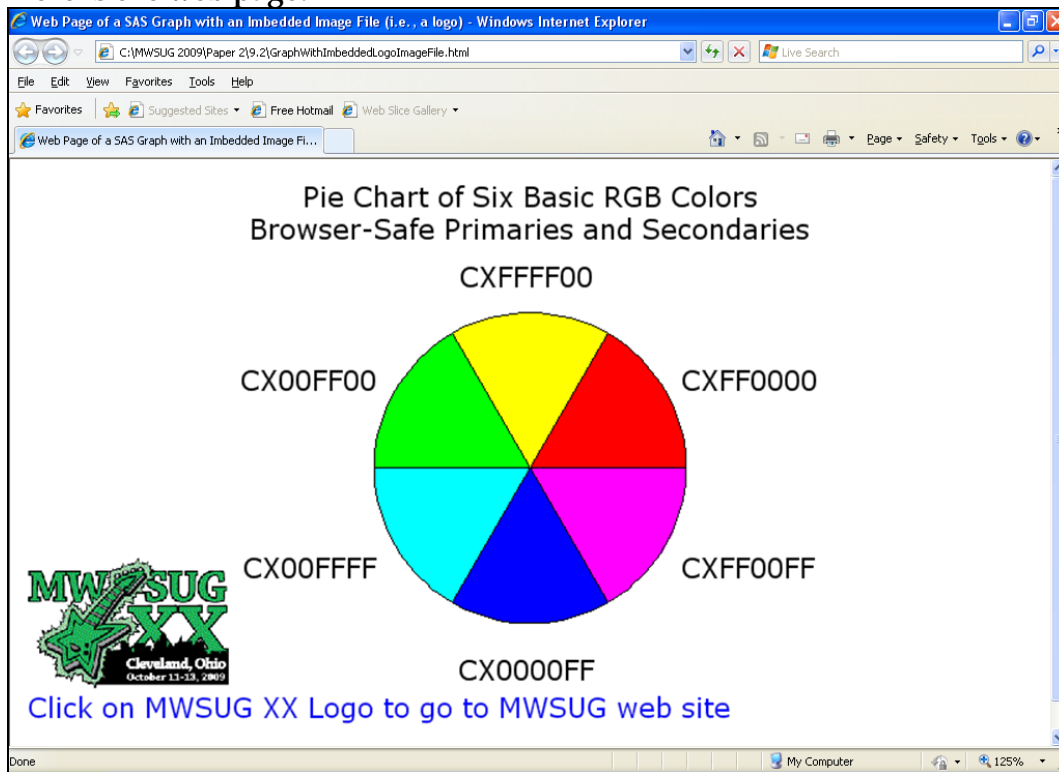 Web Page of a SAS Graph with an Imbedded Image File (i.e., a logo) - Windows Internet Explorer
C:\MWSUG 2009\Paper 2\9.2\GraphWithImbeddedLogoImageFile.html
Live Search
File Edit View Favorites Tools Help
Favorites Suggested Sites Free Hotmail Web Slice Gallery
Web Page of a SAS Graph with an Imbedded Image Fi...
Page Safety Tools
Pie Chart of Six Basic RGB Colors
Browser-Safe Primaries and Secondaries
CXFFFF00
CX00FF00
CXFF0000
CX00FFFF
CXFF00FF
MWSUG
XX
Cleveland, Ohio
October 11-13, 2009
CX0000FF
Click on MWSUG XX Logo to go to MWSUG web site
Done My Computer 125%